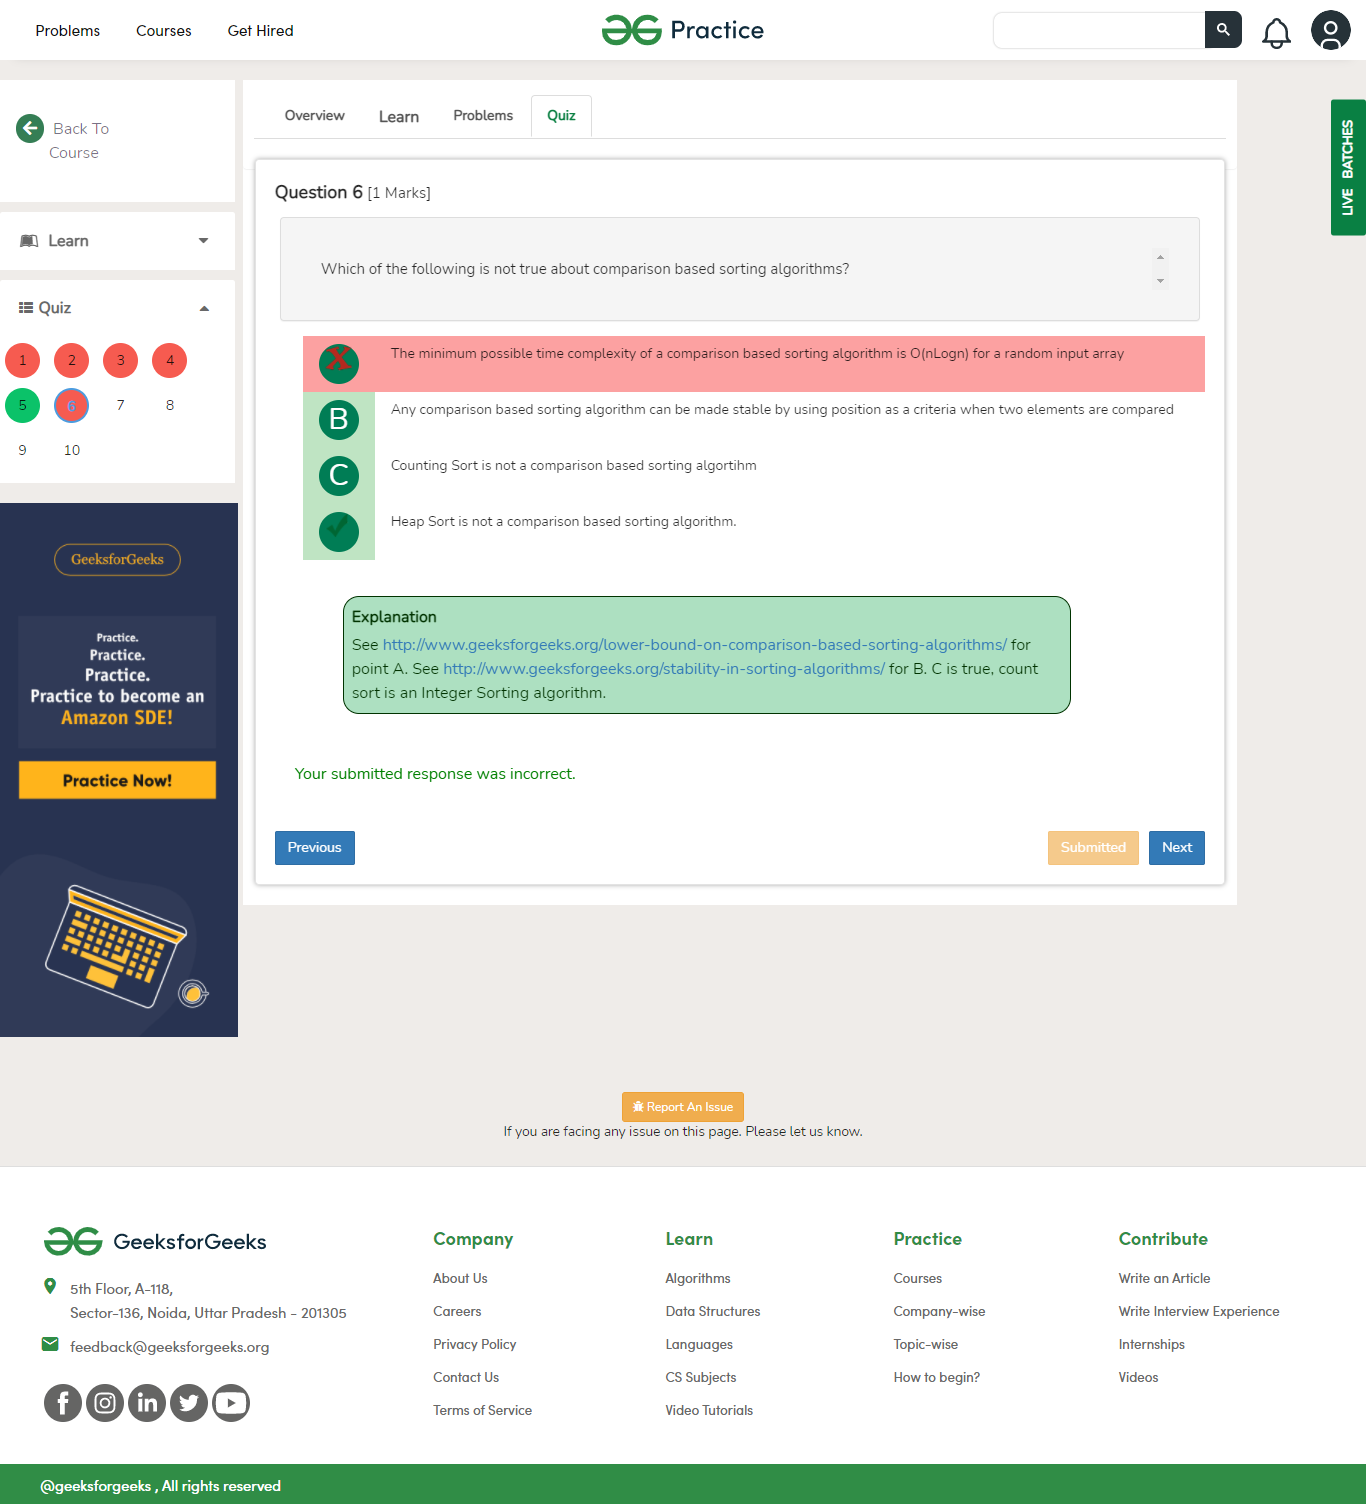 Problems Courses Get Hired
Practice
Back To
Course
Learn
Quiz
1 2 3 4
5 6 7 8
9 10
GeeksforGeeks
Practice.
Practice.
Practice.
Practice to become an
Amazon SDE!
Practice Now!
Overview Learn Problems Quiz
Question 6 [1 Marks]
Which of the following is not true about comparison based sorting algorithms?
X The minimum possible time complexity of a comparison based sorting algorithm is O(nLogn) for a random input array
B Any comparison based sorting algorithm can be made stable by using position as a criteria when two elements are compared
C Counting Sort is not a comparison based sorting algortihm
Heap Sort is not a comparison based sorting algorithm.
Explanation
See http://www.geeksforgeeks.org/lower-bound-on-comparison-based-sorting-algorithms/ for
point A. See http://www.geeksforgeeks.org/stability-in-sorting-algorithms/ for B. C is true, count
sort is an Integer Sorting algorithm.
Your submitted response was incorrect.
Previous Submitted Next
LIVE BATCHES
Report An Issue
If you are facing any issue on this page. Please let us know.
GeeksforGeeks
5th Floor, A-118,
Sector-136, Noida, Uttar Pradesh - 201305
feedback@geeksforgeeks.org
Company
About Us
Careers
Privacy Policy
Contact Us
Terms of Service
Learn
Algorithms
Data Structures
Languages
CS Subjects
Video Tutorials
Practice
Courses
Company-wise
Topic-wise
How to begin?
Contribute
Write an Article
Write Interview Experience
Internships
Videos
@geeksforgeeks , All rights reserved